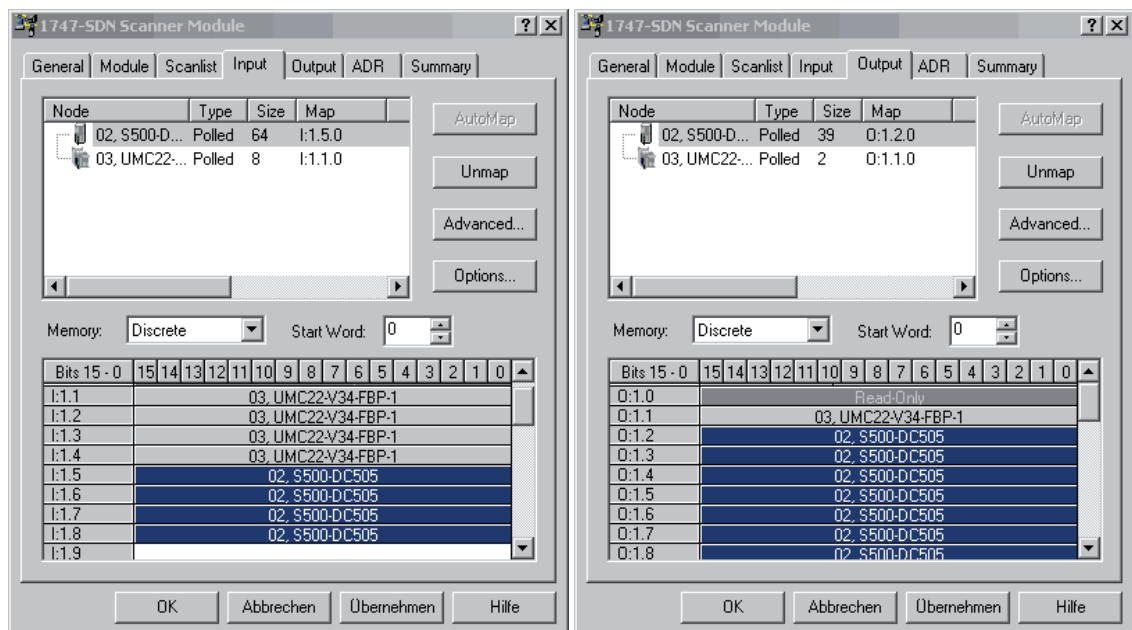 1747-SDN Scanner Module
General Module Scanlist Input Output ADR Summary
Node Type Size Map
02, S500-D... Polled 64 I:1.5.0
03, UMC22-... Polled 8 I:1.1.0
AutoMap
Unmap
Advanced...
Options...
Memory: Discrete Start Word: 0
Bits 15 - 0 15 14 13 12 11 10 9 8 7 6 5 4 3 2 1 0
I:1.1 03, UMC22-V34-FBP-1
I:1.2 03, UMC22-V34-FBP-1
I:1.3 03, UMC22-V34-FBP-1
I:1.4 03, UMC22-V34-FBP-1
I:1.5 02, S500-DC505
I:1.6 02, S500-DC505
I:1.7 02, S500-DC505
I:1.8 02, S500-DC505
I:1.9
OK Abbrechen Übernehmen Hilfe
1747-SDN Scanner Module
General Module Scanlist Input Output ADR Summary
Node Type Size Map
02, S500-D... Polled 39 O:1.2.0
03, UMC22-... Polled 2 O:1.1.0
AutoMap
Unmap
Advanced...
Options...
Memory: Discrete Start Word: 0
Bits 15 - 0 15 14 13 12 11 10 9 8 7 6 5 4 3 2 1 0
O:1.0 Read-Only
O:1.1 03, UMC22-V34-FBP-1
O:1.2 02, S500-DC505
O:1.3 02, S500-DC505
O:1.4 02, S500-DC505
O:1.5 02, S500-DC505
O:1.6 02, S500-DC505
O:1.7 02, S500-DC505
O:1.8 02, S500-DC505
OK Abbrechen Übernehmen Hilfe